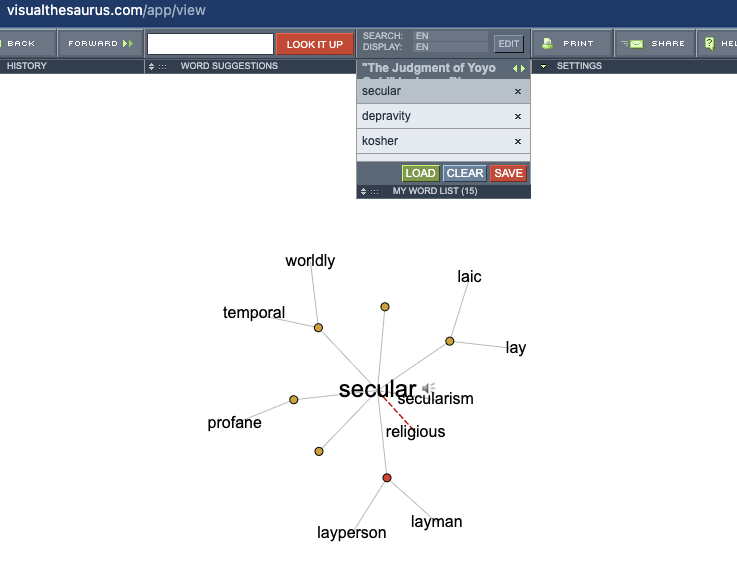 visualthesaurus.com/app/view
BACK
FORWARD
LOOK IT UP
SEARCH: EN
DISPLAY: EN
EDIT
PRINT
SHARE
HEL
HISTORY
WORD SUGGESTIONS
"The Judgment of Yoyo
SETTINGS
secular ×
depravity ×
kosher ×
LOAD CLEAR SAVE
MY WORD LIST (15)
worldly
laic
temporal
lay
secular
secularism
profane
religious
layman
layperson